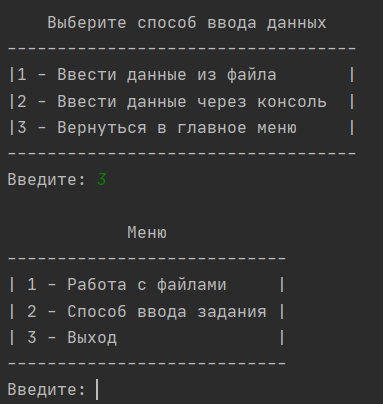 Выберите способ ввода данных
-----------------------------------
|1 - Ввести данные из файла       |
|2 - Ввести данные через консоль  |
|3 - Вернуться в главное меню     |
-----------------------------------
Введите: 3
Меню
----------------------------
| 1 - Работа с файлами     |
| 2 - Способ ввода задания |
| 3 - Выход                |
----------------------------
Введите: